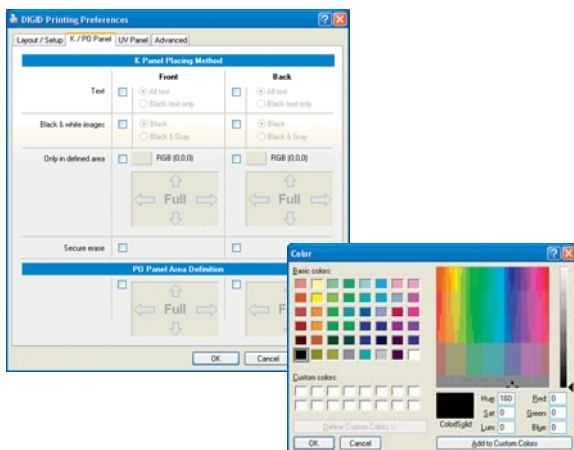 DIGID Printing Preferences
Layout / Setup K / PO Panel UV Panel Advanced
K Panel Placing Method
Front Back
Text All text All text
Black text only Black text only
Black & white images Black Black
Black & Gray Black & Gray
Only in defined area RGB (0,0,0) RGB (0,0,0)
Full Full
Secure erase
PO Panel Area Definition
Full F
OK Cancel
Color
Basic colors:
Custom colors:
Define Custom Colors >>
OK Cancel
Color|Solid
Hue: 160 Red: 0
Sat: 0 Green: 0
Lum: 0 Blue: 0
Add to Custom Colors